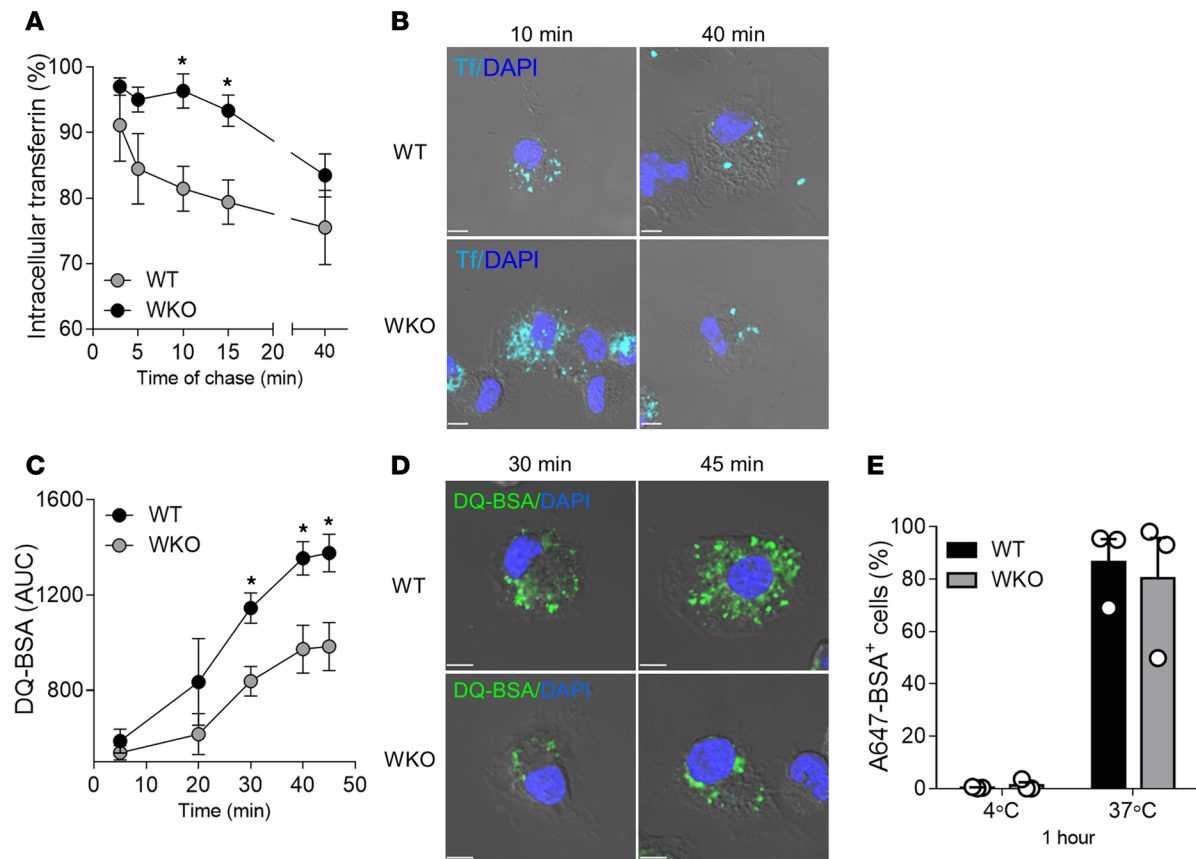 A
Intracellular transferrin (%)
100
90
80
70
60
*
*
WT
WKO
0
5
10
15
20
40
Time of chase (min)
B
10 min
40 min
Tf/DAPI
WT
Tf/DAPI
WKO
C
DQ-BSA (AUC)
1600
1200
800
WT
WKO
*
*
*
0
10
20
30
40
50
Time (min)
D
30 min
45 min
DQ-BSA/DAPI
WT
DQ-BSA/DAPI
WKO
E
A647-BSA+ cells (%)
100
80
60
40
20
0
WT
WKO
4°C
37°C
1 hour